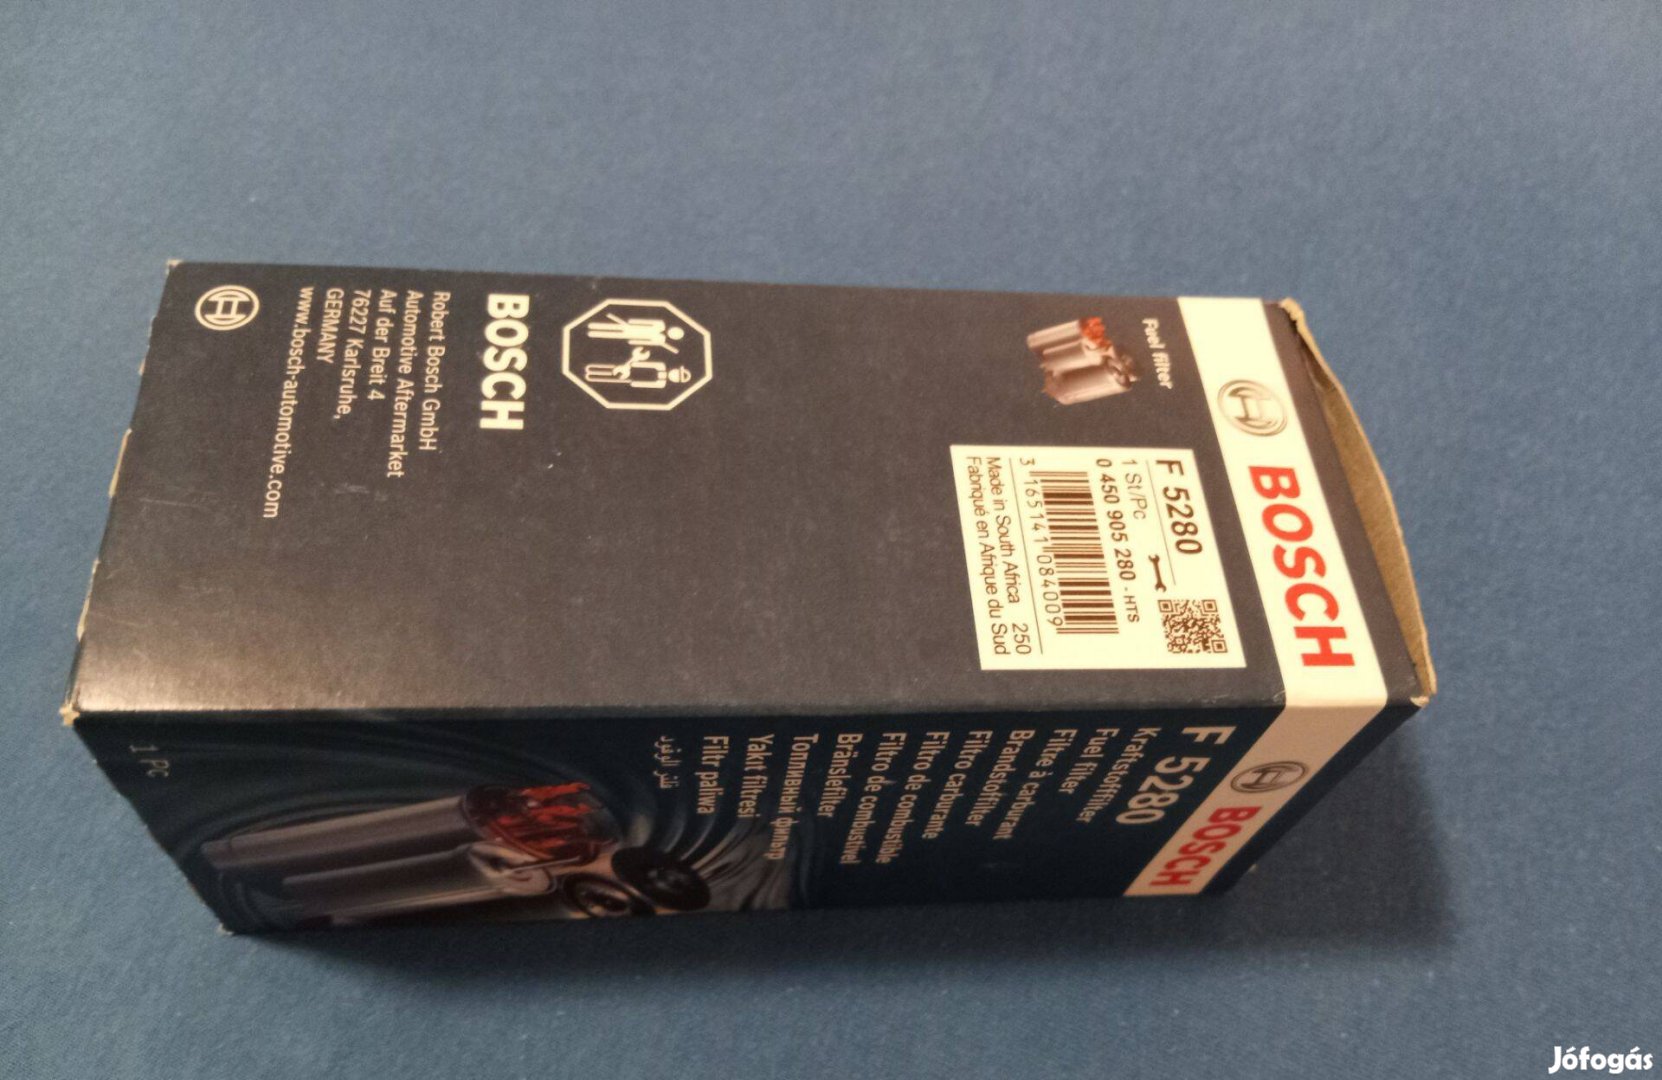 BOSCH
Fuel filter
F 5280
1 St/Pc
0 450 905 280 - HTS
3 165141 084009
Made in South Africa 250
Fabriqué en Afrique du Sud
BOSCH
Robert Bosch GmbH
Automotive Aftermarket
Auf der Breit 4
76227 Karlsruhe,
GERMANY
www.bosch-automotive.com
BOSCH
F 5280
Kraftstofffilter
Fuel filter
Filtre à carburant
Brandstoffilter
Filtro carburante
Filtro de combustible
Filtro de combustível
Bränslefilter
Топливный фильтр
Yakıt filtresi
Filtr paliwa
فلتر الوقود
1 PC
Jófogás